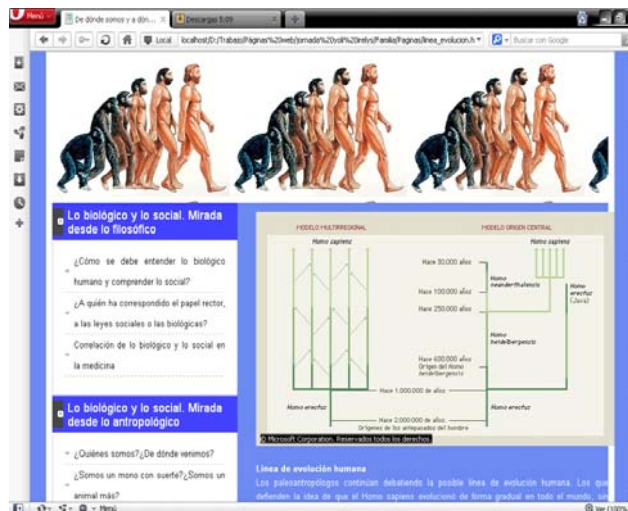 Menú
De dónde somos y a dón...
Descargas 5:09
Local
localhost/D:/Trabajo/Páginas%20web/jornada%20yoli%20irelys/Familia/Paginas/linea_evolucion.h
Buscar con Google
Lo biológico y lo social. Mirada
desde lo filosófico
¿Cómo se debe entender lo biológico
humano y comprender lo social?
¿A quién ha correspondido el papel rector,
a las leyes sociales o las biológicas?
Correlación de lo biológico y lo social en
la medicina
Lo biológico y lo social. Mirada
desde lo antropológico
¿Quiénes somos?¿De dónde venimos?
¿Somos un mono con suerte?¿Somos un
animal más?
MODELO MULTIRREGIONAL
MODELO ORIGEN CENTRAL
Homo sapiens
Homo sapiens
Hace 30.000 años
Homo
neanderthalensis
Homo
erectus
(Java)
Hace 100.000 años
Hace 250.000 años
Homo
heidelbergensis
Hace 600.000 años
Origen del Homo
heidelbergensis
Hace 1.000.000 de años
Homo erectus
Homo erectus
Hace 2.000.000 de años
Orígenes de los antepasados del hombre
© Microsoft Corporation. Reservados todos los derechos.
Línea de evolución humana
Los paleoantropólogos continúan debatiendo la posible línea de evolución humana. Los que
defienden la idea de que el Homo sapiens evolucionó de forma gradual en todo el mundo, sin
Menú
Ver (100%)